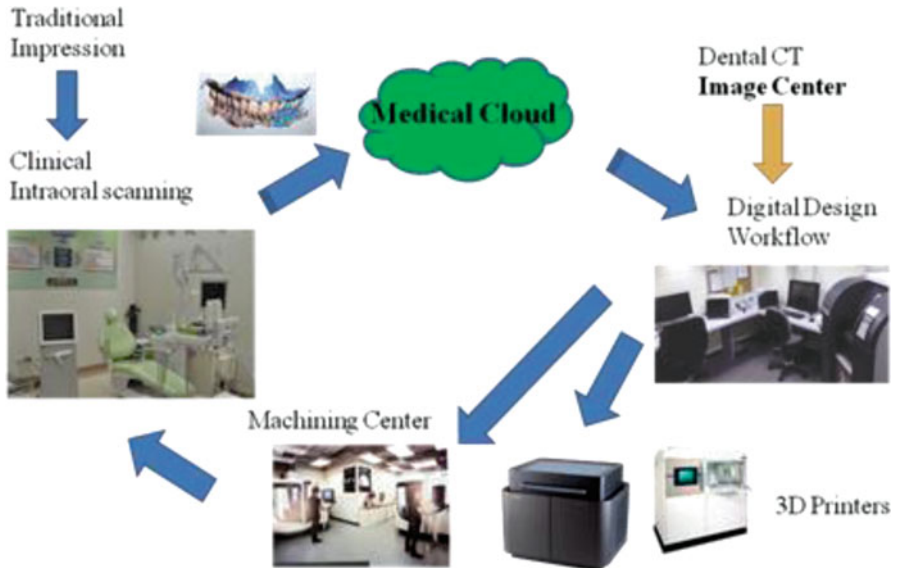 Traditional
Impression
Clinical
Intraoral scanning
Medical Cloud
Dental CT
Image Center
Digital Design
Workflow
Machining Center
3D Printers